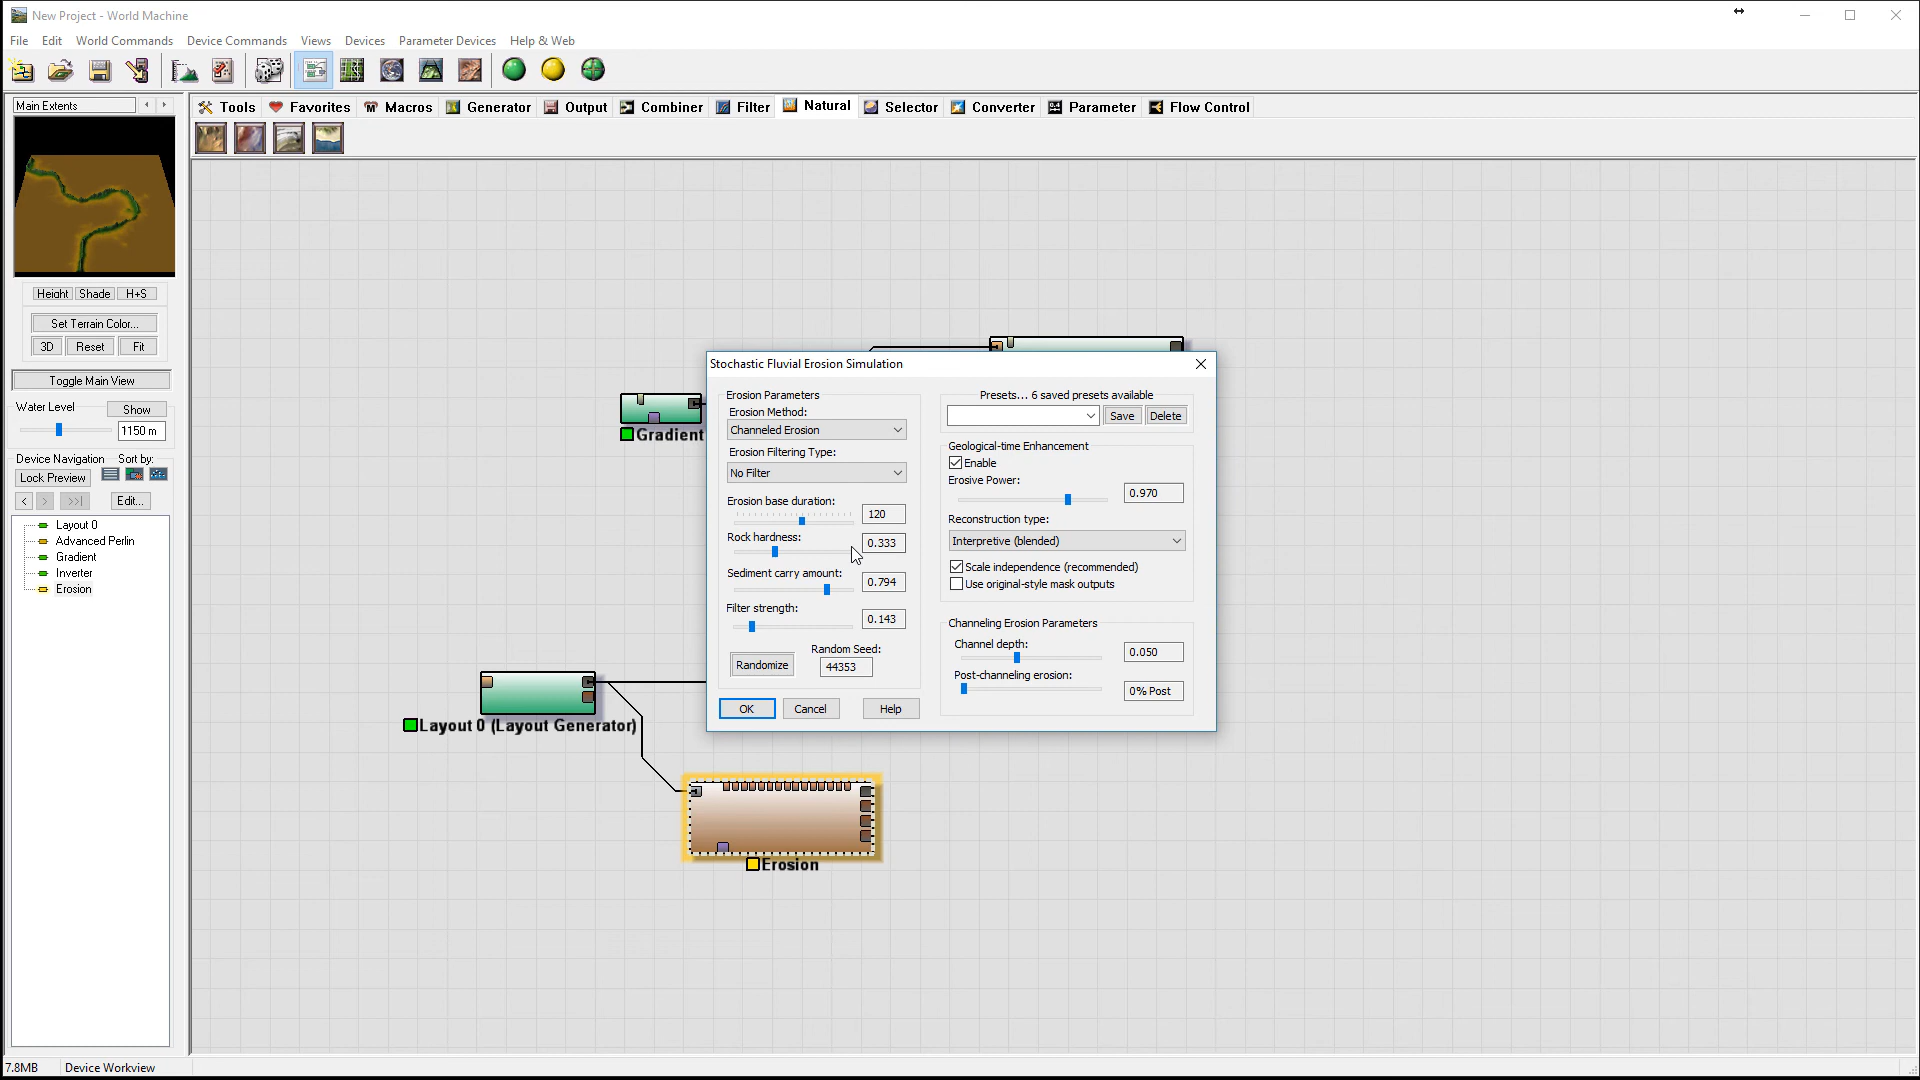 New Project - World Machine
File Edit World Commands Device Commands Views Devices Parameter Devices Help & Web
Main Extents
Tools Favorites Macros Generator Output Combiner Filter Natural Selector Converter Parameter Flow Control
Height Shade H+S
Set Terrain Color...
3D Reset Fit
Toggle Main View
Water Level Show
1150 m
Device Navigation Sort by:
Lock Preview
< > >>| Edit...
Layout 0
Advanced Perlin
Gradient
Inverter
Erosion
Gradient
Layout 0 (Layout Generator)
Erosion
Stochastic Fluvial Erosion Simulation
Erosion Parameters
Erosion Method:
Channeled Erosion
Erosion Filtering Type:
No Filter
Erosion base duration:
120
Rock hardness:
0.333
Sediment carry amount:
0.794
Filter strength:
0.143
Random Seed:
Randomize 44353
OK Cancel Help
Presets... 6 saved presets available
Save Delete
Geological-time Enhancement
Enable
Erosive Power:
0.970
Reconstruction type:
Interpretive (blended)
Scale independence (recommended)
Use original-style mask outputs
Channeling Erosion Parameters
Channel depth:
0.050
Post-channeling erosion:
0% Post
7.8MB Device Workview